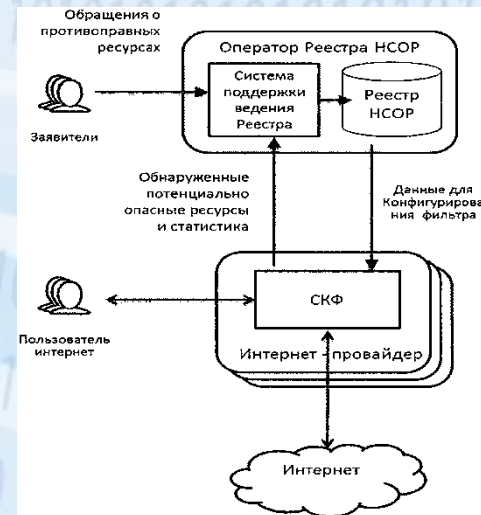 Обращения о
противоправных
ресурсах
Оператор Реестра НСОР
Система
поддержки
ведения
Реестра
Реестр
НСОР
Заявители
Обнаруженные
потенциально
опасные ресурсы
и статистика
Данные для
Конфигурирова
ния фильтра
СКФ
Пользователь
интернет
Интернет - провайдер
Интернет